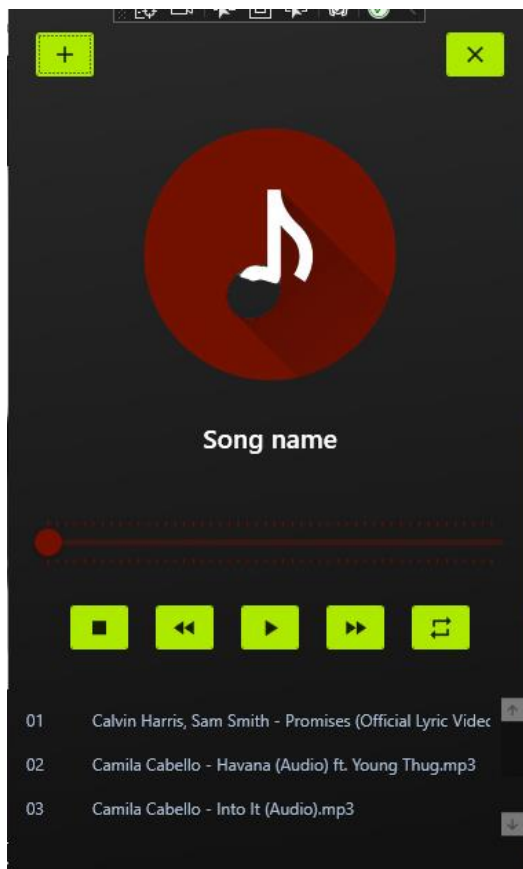 Song name
01 Calvin Harris, Sam Smith - Promises (Official Lyric Videc
02 Camila Cabello - Havana (Audio) ft. Young Thug.mp3
03 Camila Cabello - Into It (Audio).mp3